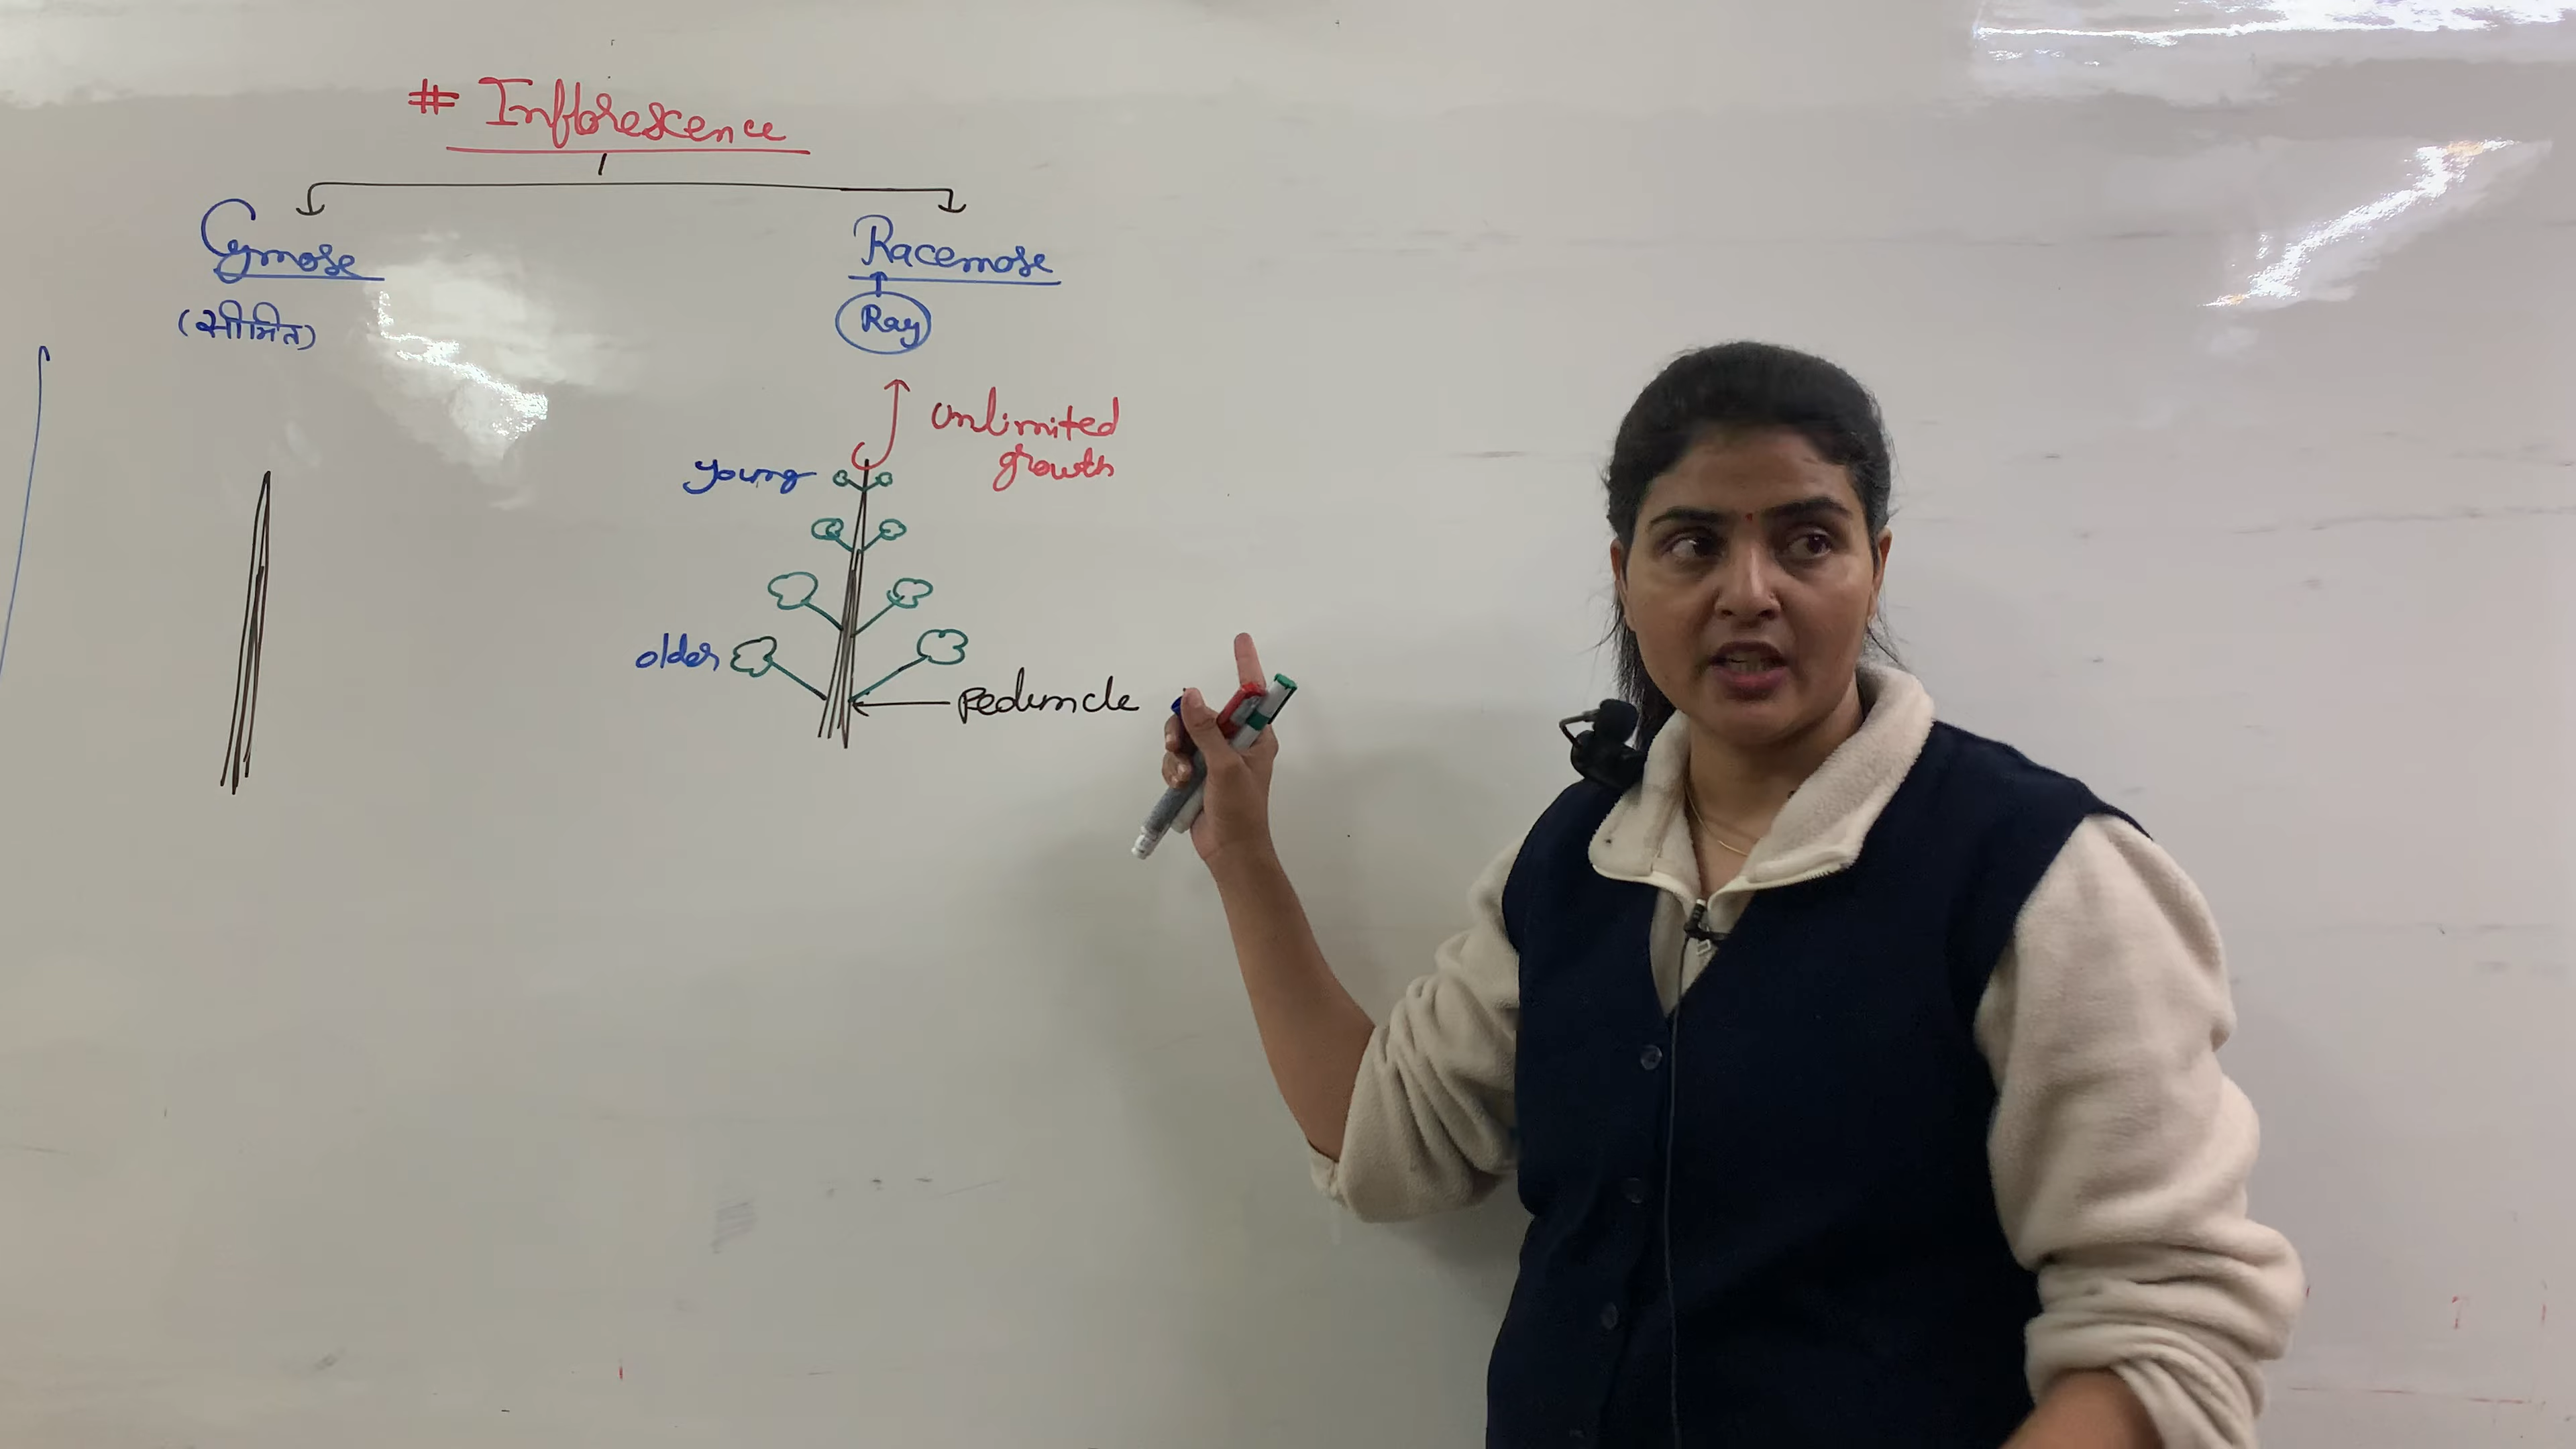 # Inflorescence
Cymose
(सीमित)
Racemose
Ray
unlimited
growth
young
older
Peduncle